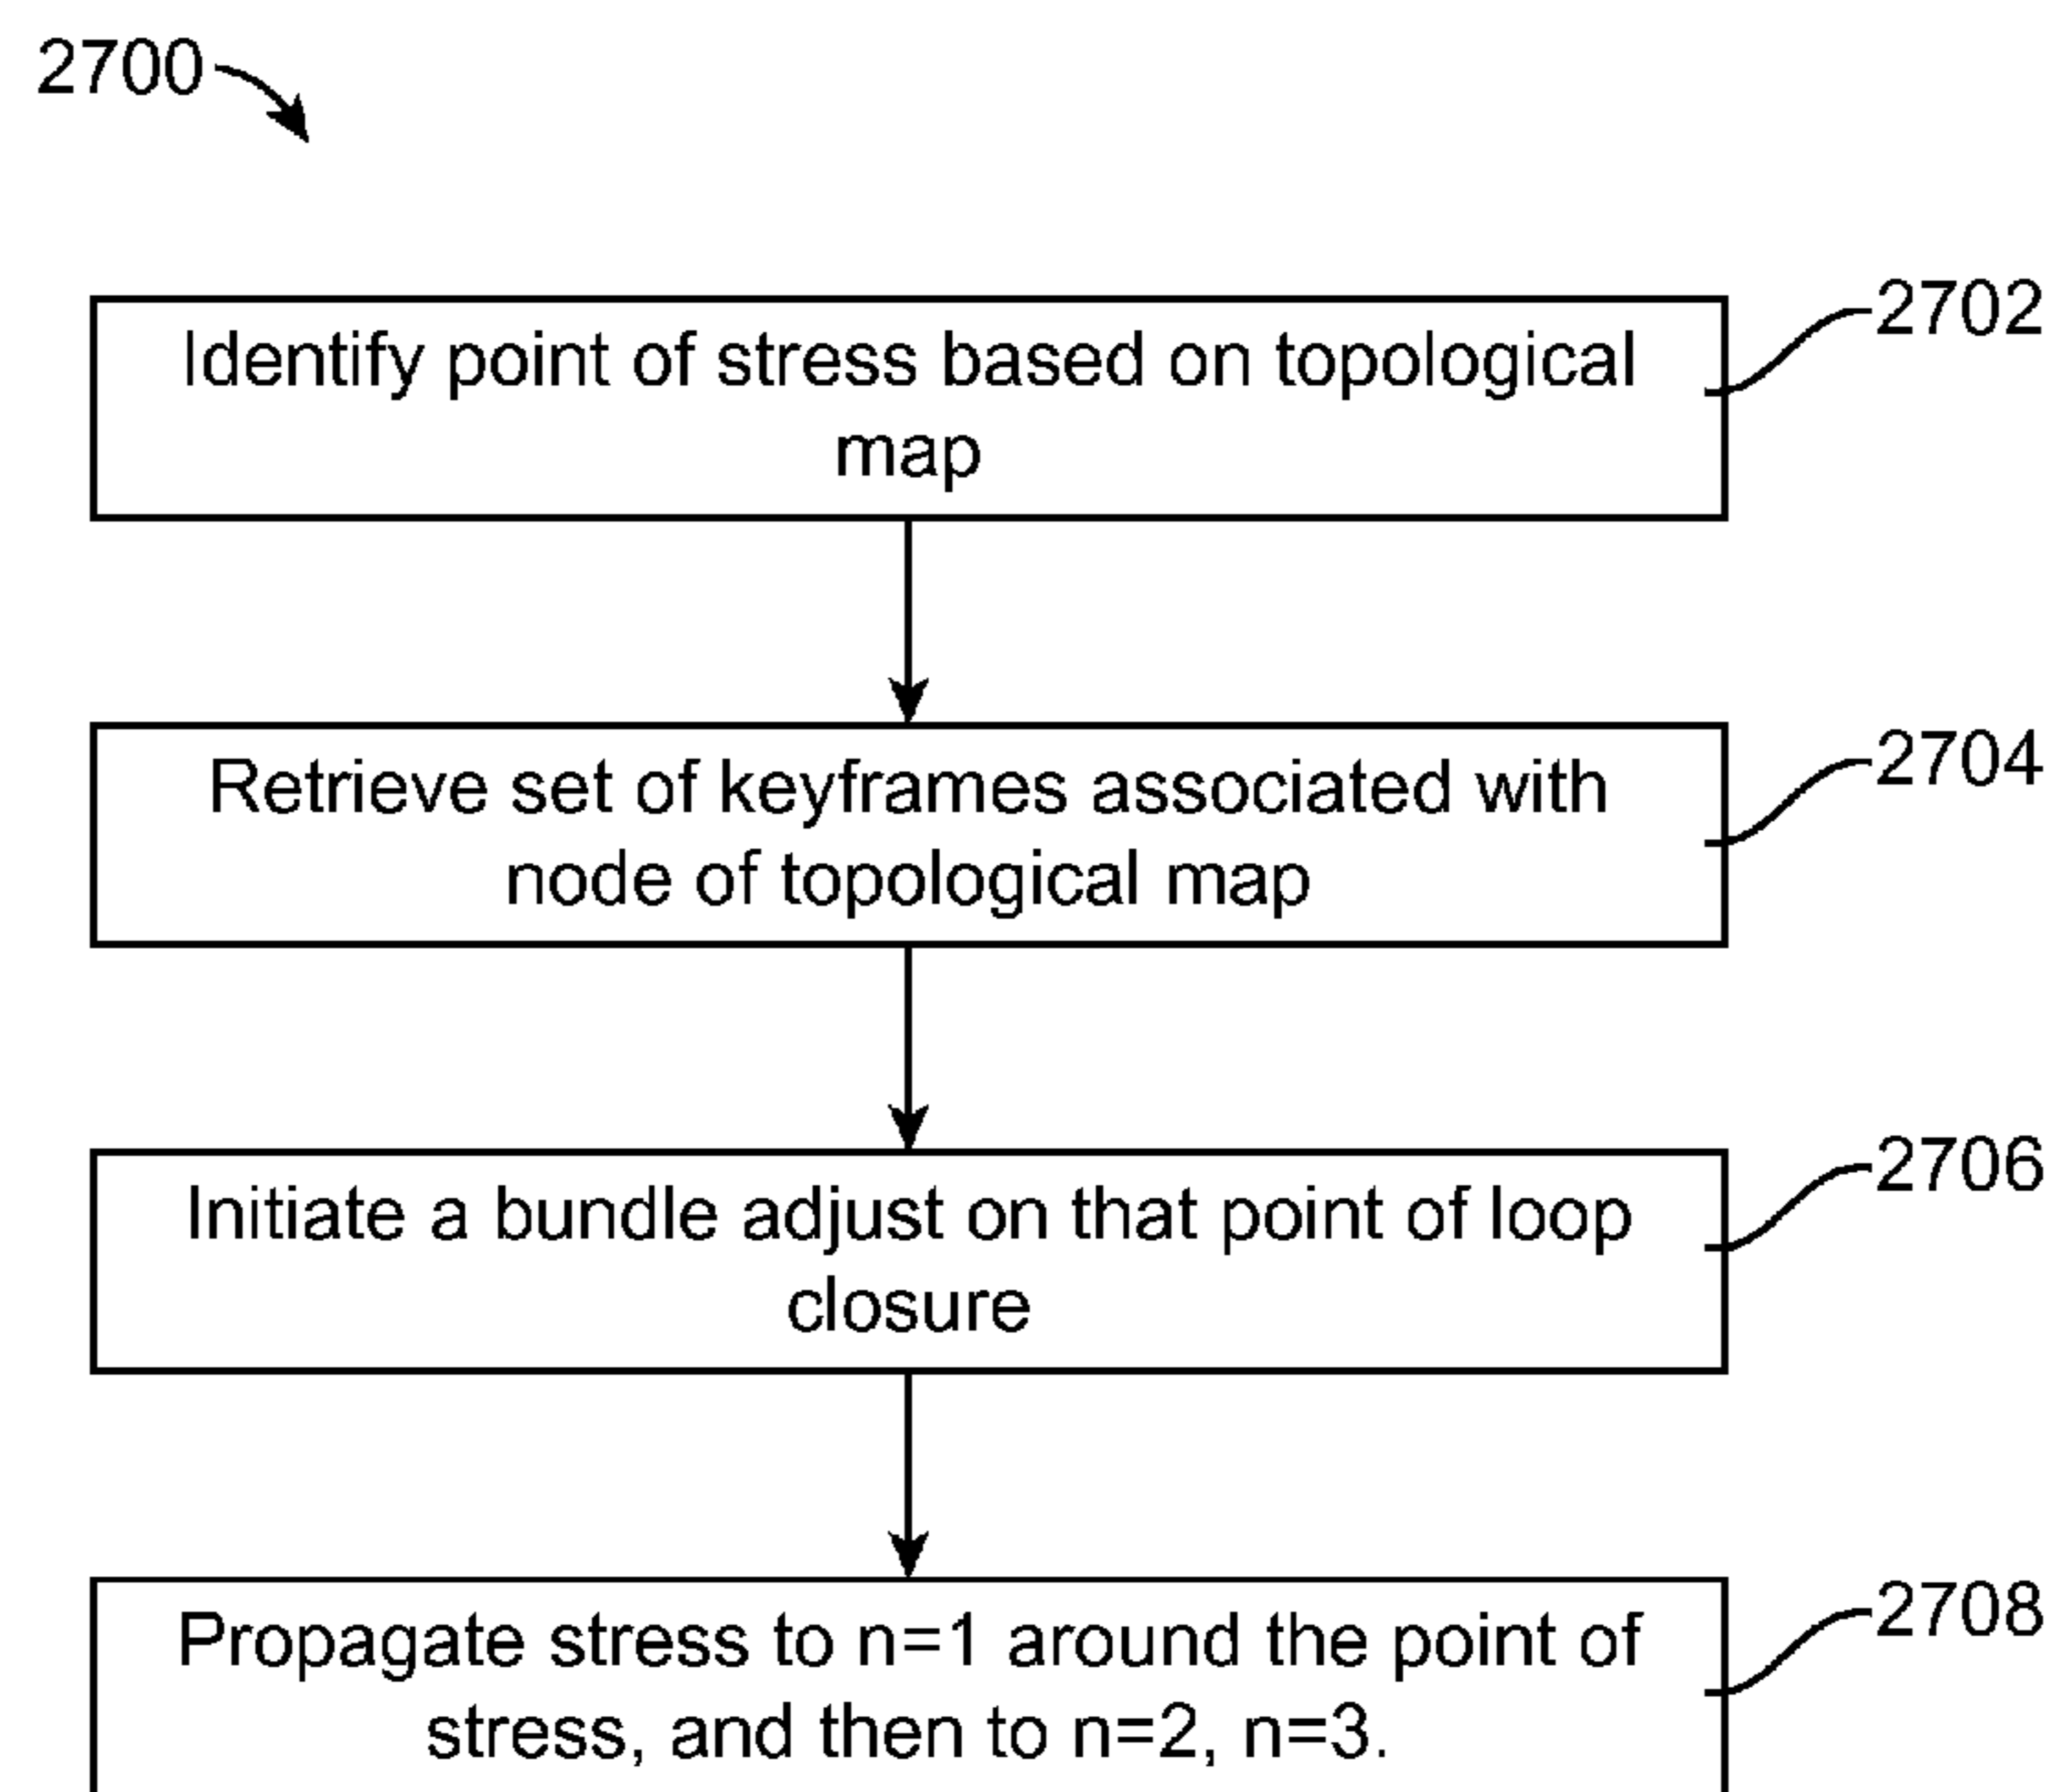 2700
Identify point of stress based on topological
map
2702
Retrieve set of keyframes associated with
node of topological map
2704
Initiate a bundle adjust on that point of loop
closure
2706
Propagate stress to n=1 around the point of
stress, and then to n=2, n=3.
2708